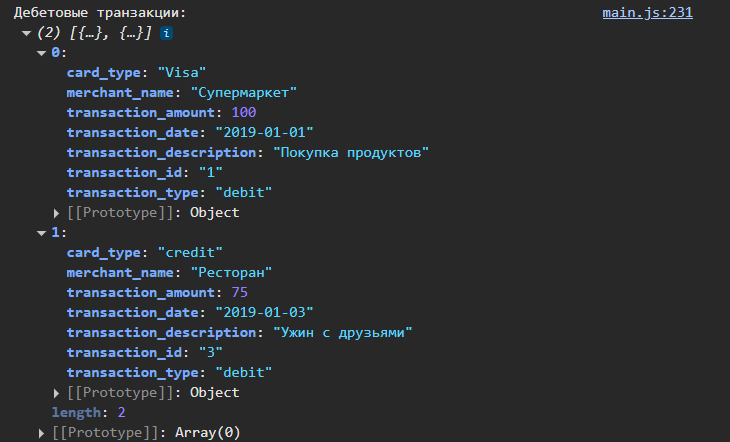 Дебетовые транзакции: main.js:231
(2) [{…}, {…}] i
0:
card_type: "Visa"
merchant_name: "Супермаркет"
transaction_amount: 100
transaction_date: "2019-01-01"
transaction_description: "Покупка продуктов"
transaction_id: "1"
transaction_type: "debit"
[[Prototype]]: Object
1:
card_type: "credit"
merchant_name: "Ресторан"
transaction_amount: 75
transaction_date: "2019-01-03"
transaction_description: "Ужин с друзьями"
transaction_id: "3"
transaction_type: "debit"
[[Prototype]]: Object
length: 2
[[Prototype]]: Array(0)